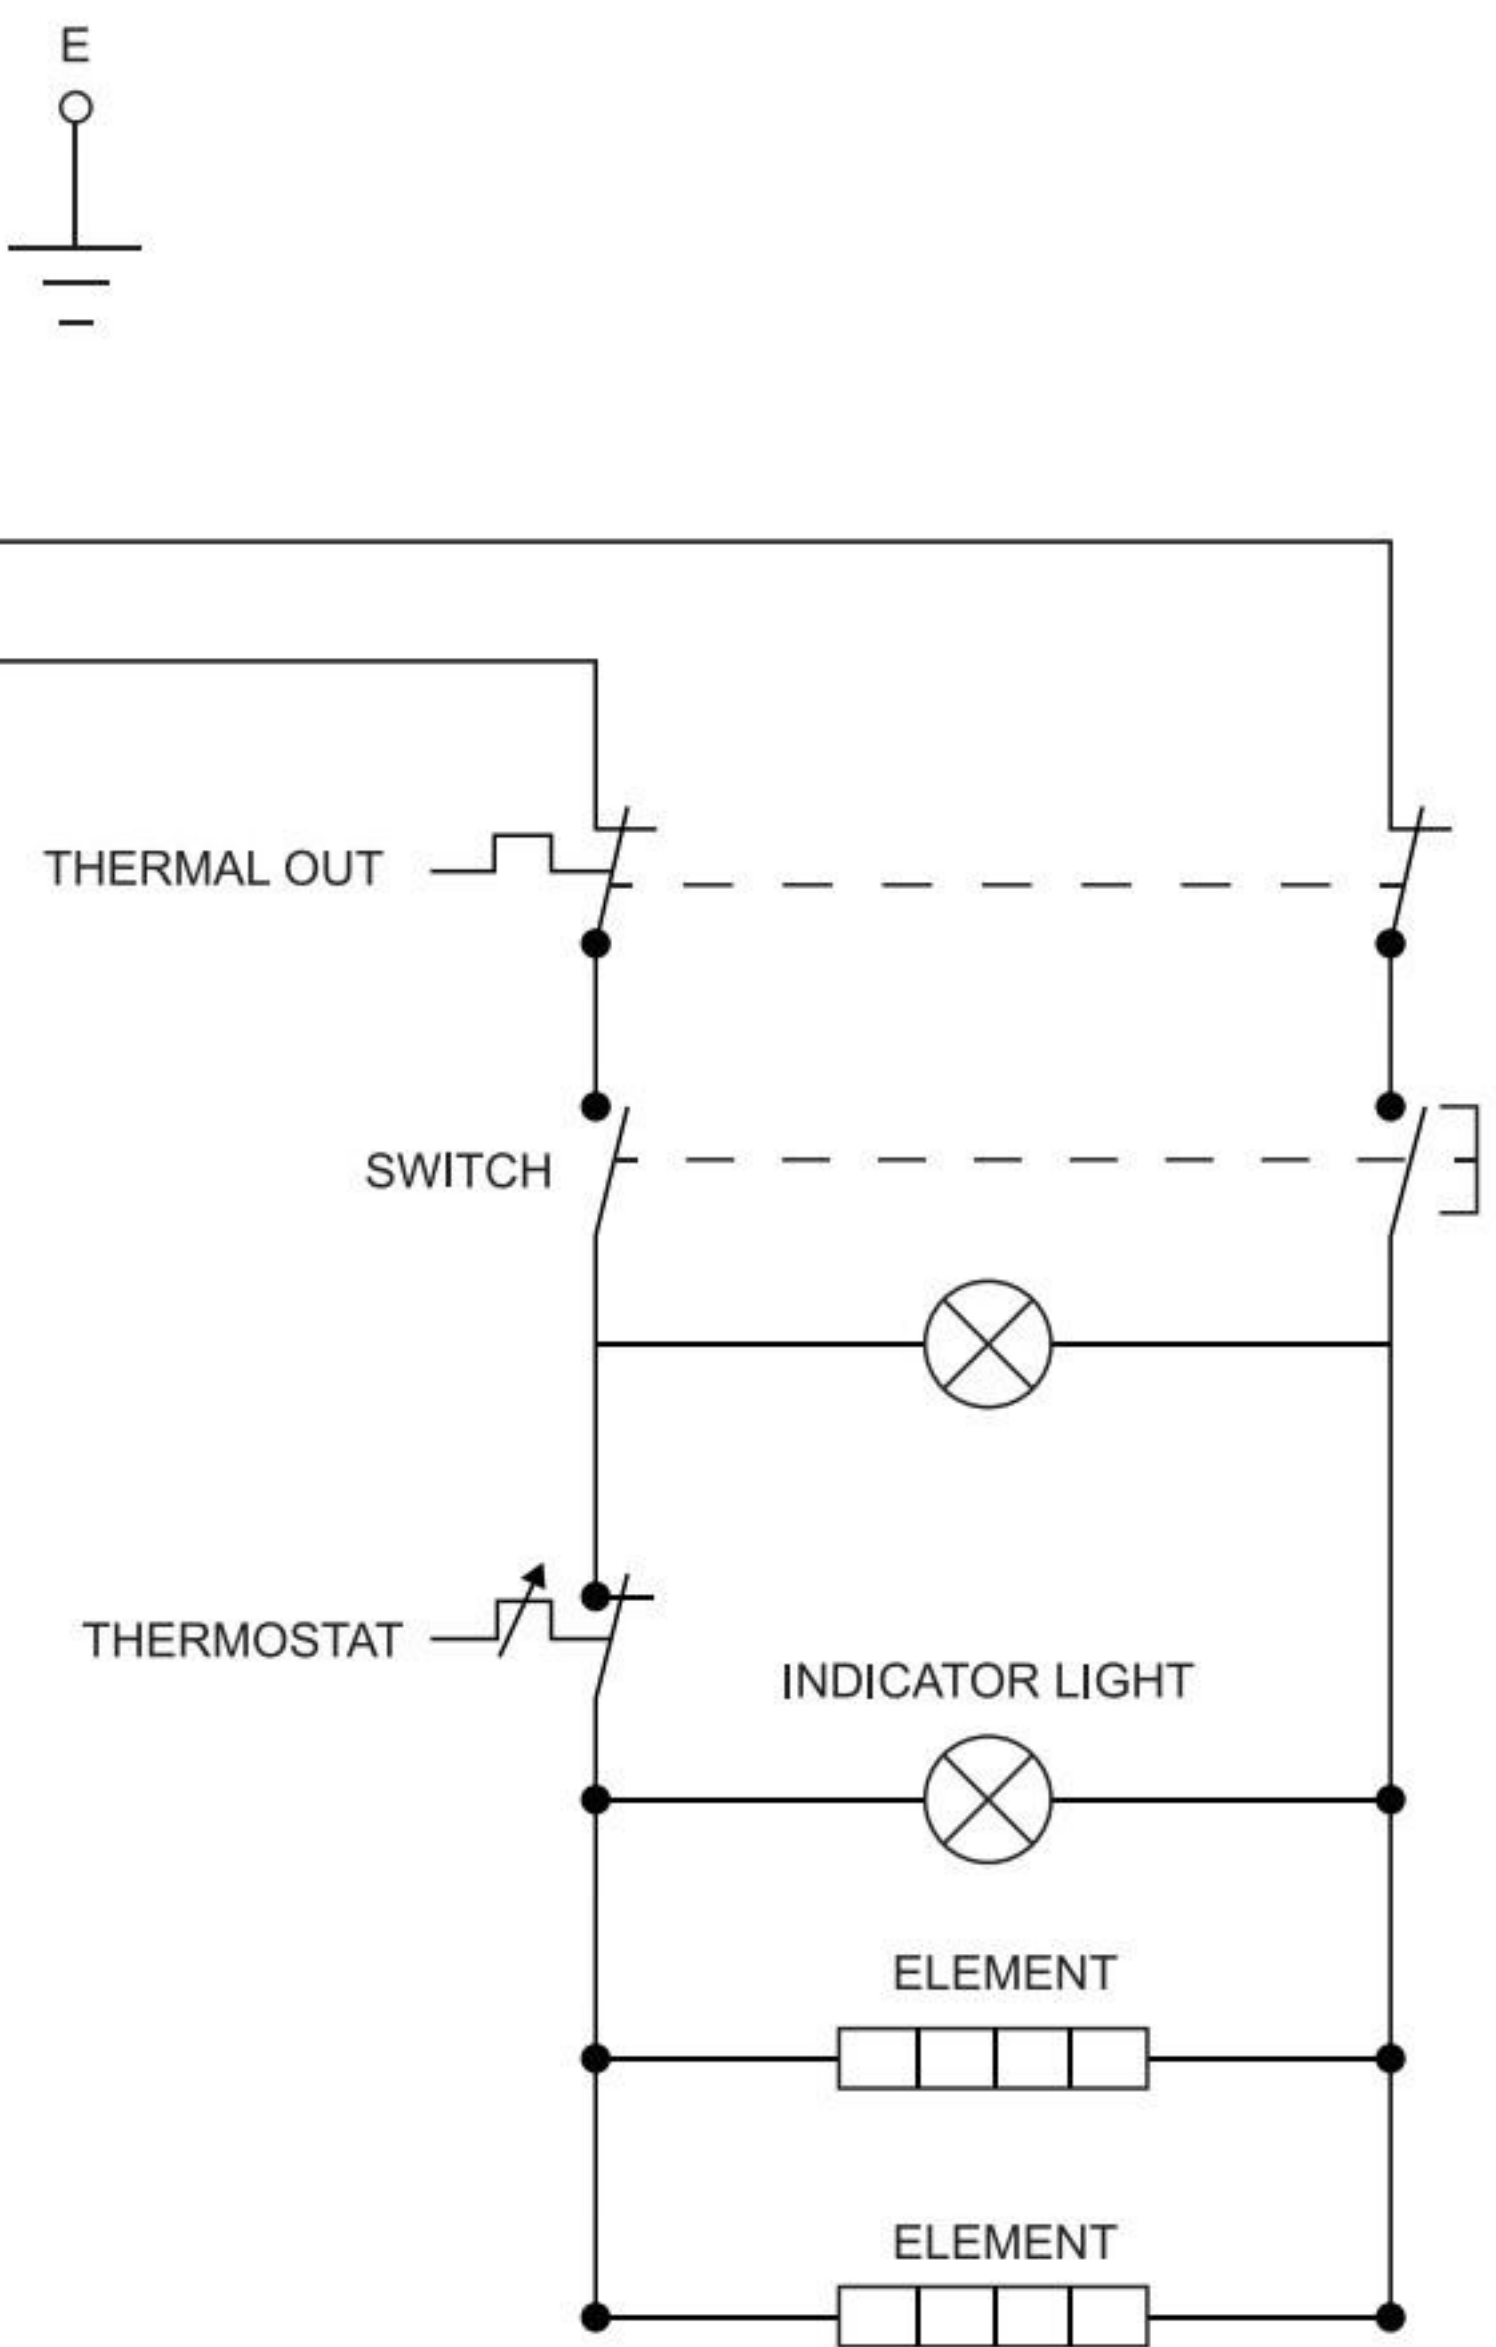 E
THERMAL OUT
SWITCH
THERMOSTAT
INDICATOR LIGHT
ELEMENT
ELEMENT